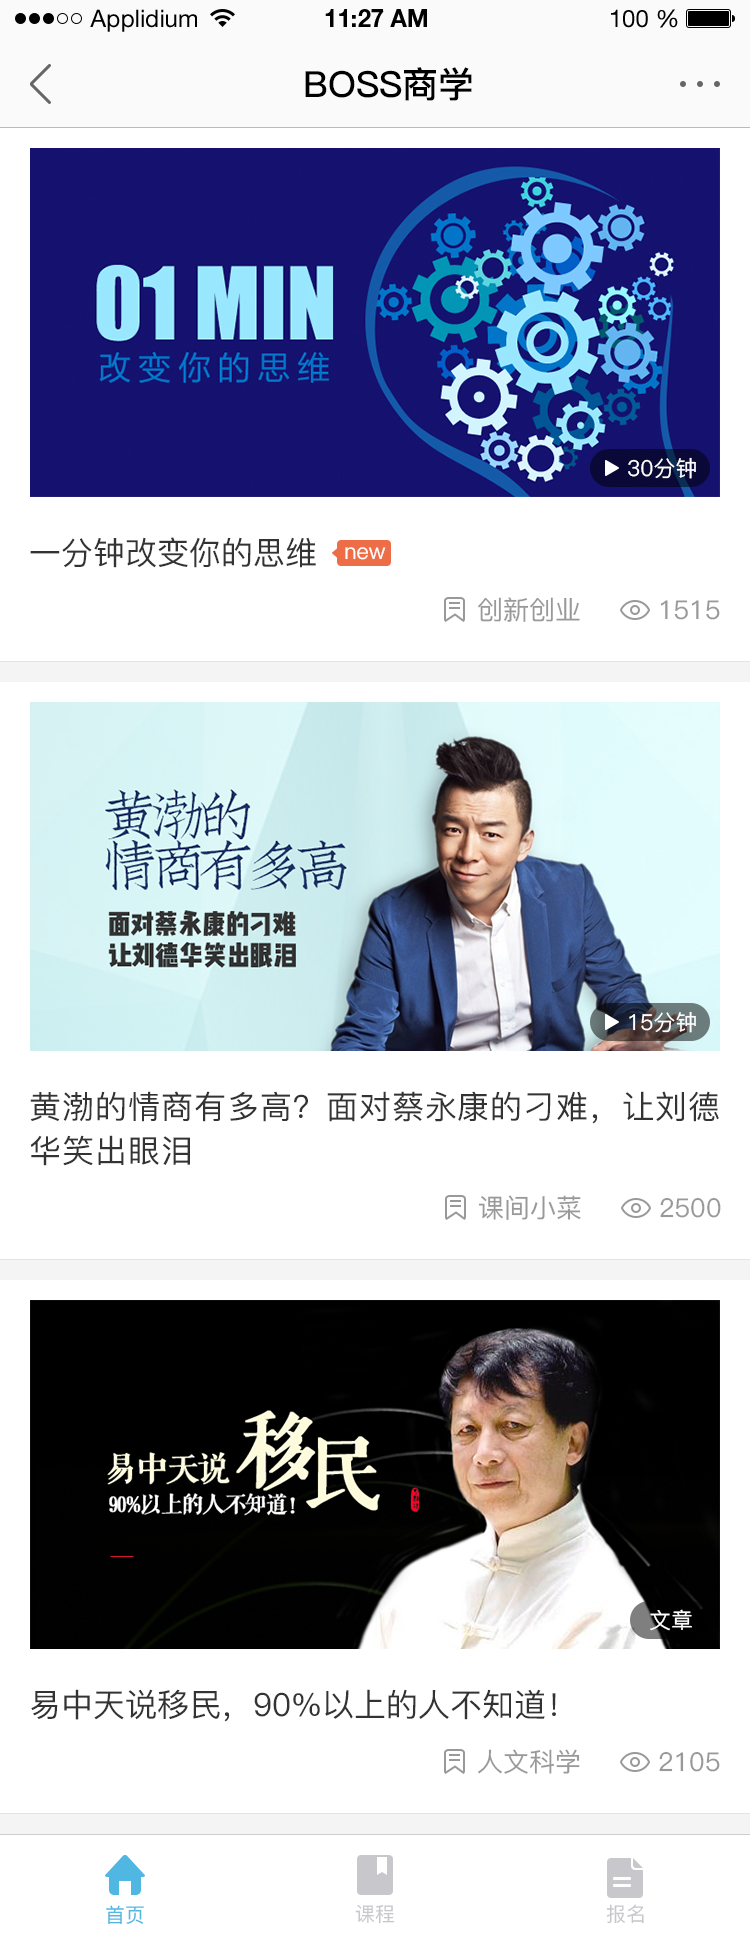 Applidium 11:27 AM 100 %
BOSS商学
01 MIN
改变你的思维
30分钟
一分钟改变你的思维 new
创新创业 1515
黄渤的
情商有多高
面对蔡永康的刁难
让刘德华笑出眼泪
15分钟
黄渤的情商有多高？面对蔡永康的刁难，让刘德
华笑出眼泪
课间小菜 2500
易中天说移民
90%以上的人不知道！
文章
易中天说移民，90%以上的人不知道！
人文科学 2105
首页 课程 报名